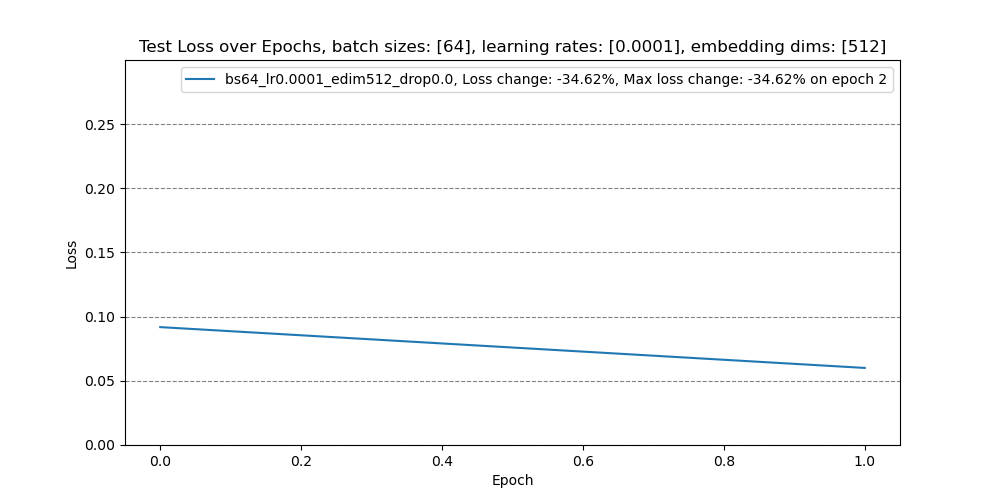 Test Loss over Epochs, batch sizes: [64], learning rates: [0.0001], embedding dims: [512]
bs64_lr0.0001_edim512_drop0.0, Loss change: -34.62%, Max loss change: -34.62% on epoch 2
0.25
0.20
0.15
0.10
0.05
0.00
Loss
0.0 0.2 0.4 0.6 0.8 1.0
Epoch